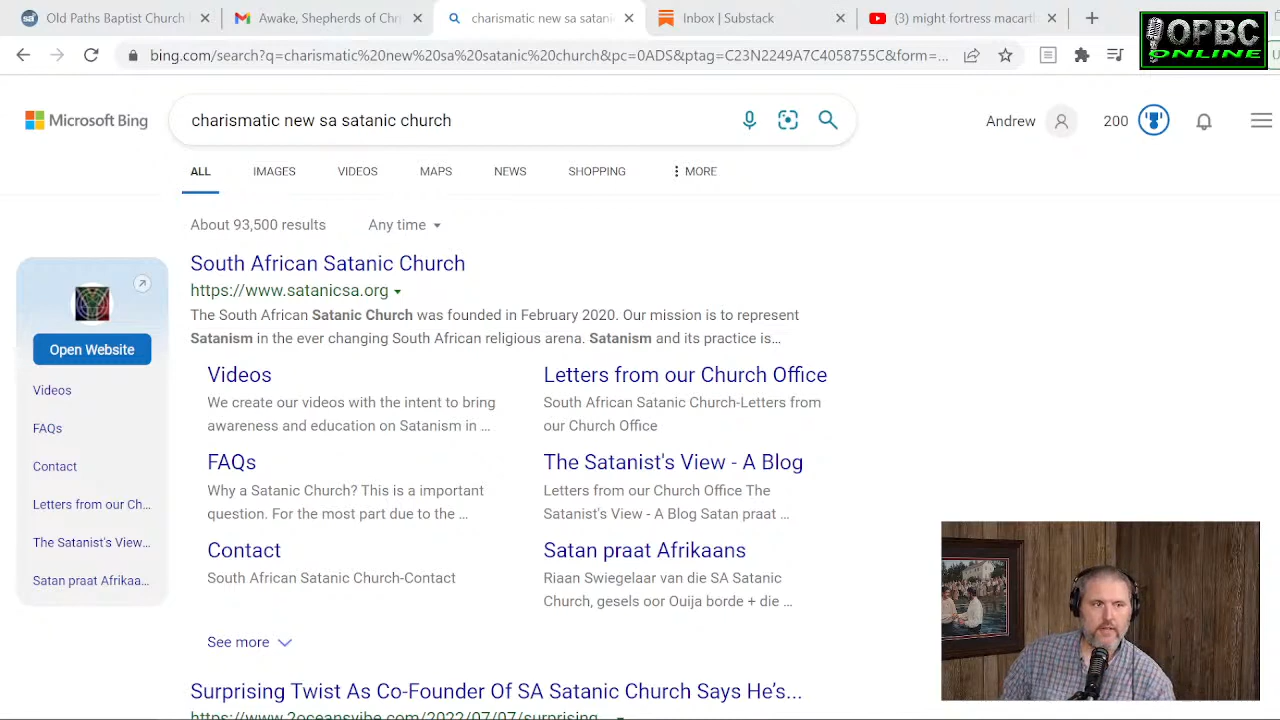 Old Paths Baptist Church
Awake, Shepherds of Ch
charismatic new sa satani
Inbox | Substack
(3) might fortress macart
OPBC
ONLINE
bing.com/search?q=charismatic%20new%20sa%20satanic%20church&pc=0ADS&ptag=C23N2249A7C4058755C&form=...
Microsoft Bing
charismatic new sa satanic church
Andrew
200
ALL
IMAGES
VIDEOS
MAPS
NEWS
SHOPPING
MORE
About 93,500 results
Any time
South African Satanic Church
https://www.satanicsa.org
The South African Satanic Church was founded in February 2020. Our mission is to represent
Satanism in the ever changing South African religious arena. Satanism and its practice is…
Open Website
Videos
FAQs
Contact
Letters from our Ch...
The Satanist's View...
Satan praat Afrikaa...
Videos
We create our videos with the intent to bring
awareness and education on Satanism in …
Letters from our Church Office
South African Satanic Church-Letters from
our Church Office
FAQs
Why a Satanic Church? This is a important
question. For the most part due to the …
The Satanist's View - A Blog
Letters from our Church Office The
Satanist's View - A Blog Satan praat …
Contact
South African Satanic Church-Contact
Satan praat Afrikaans
Riaan Swiegelaar van die SA Satanic
Church, gesels oor Ouija borde + die …
See more
Surprising Twist As Co-Founder Of SA Satanic Church Says He's...
https://www.2oceansvibe.com/2022/07/07/surprising...